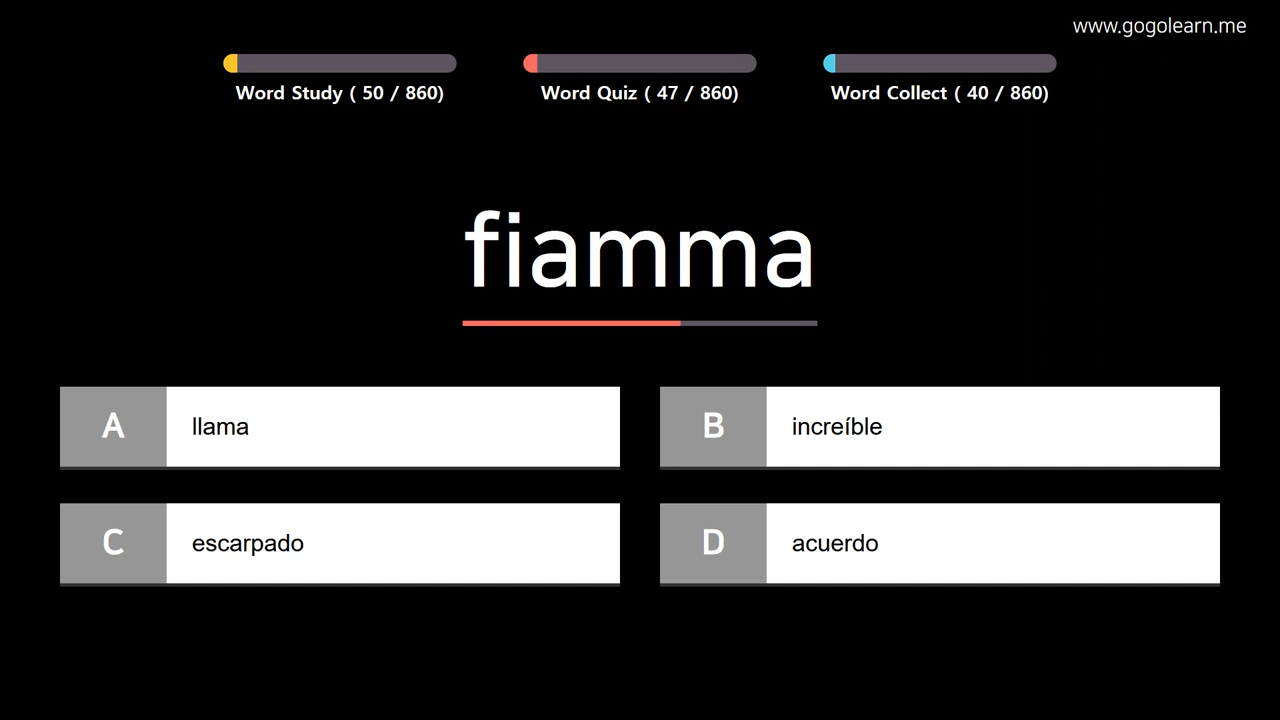 www.gogolearn.me
Word Study ( 50 / 860)
Word Quiz ( 47 / 860)
Word Collect ( 40 / 860)
fiamma
A llama
B increíble
C escarpado
D acuerdo